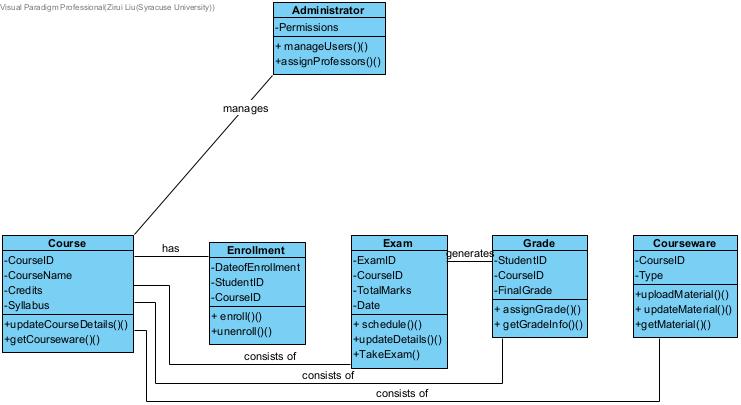 Visual Paradigm Professional(Zirui Liu(Syracuse University))
Administrator
-Permissions
+ manageUsers()()
+assignProfessors()()
manages
Course
-CourseID
-CourseName
-Credits
-Syllabus
+updateCourseDetails()()
+getCourseware()()
has
Enrollment
-DateofEnrollment
-StudentID
-CourseID
+ enroll()()
+unenroll()()
Exam
-ExamID
-CourseID
-TotalMarks
-Date
+ schedule()()
+updateDetails()()
+TakeExam()
generates
Grade
-StudentID
-CourseID
-FinalGrade
+ assignGrade()()
+ getGradeInfo()()
Courseware
-CourseID
-Type
+uploadMaterial()()
+ updateMaterial()()
+getMaterial()()
consists of
consists of
consists of